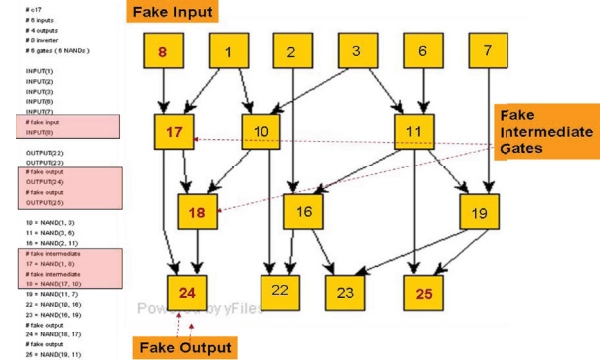 # c17
# 6 inputs
# 4 outputs
# 0 inverter
# 6 gates ( 6 NANDs )
INPUT(1)
INPUT(2)
INPUT(3)
INPUT(6)
INPUT(7)
# fake input
INPUT(8)
OUTPUT(22)
OUTPUT(23)
# fake output
OUTPUT(24)
# fake output
OUTPUT(25)
10 = NAND(1, 3)
11 = NAND(3, 6)
16 = NAND(2, 11)
# fake intermediate
17 = NAND(1, 8)
# fake intermediate
18 = NAND(17, 10)
19 = NAND(11, 7)
22 = NAND(10, 16)
23 = NAND(16, 19)
# fake output
24 = NAND(18, 17)
# fake output
25 = NAND(19, 11)
Fake Input
8 1 2 3 6 7
17 10 11
Fake
Intermediate
Gates
18 16 19
24 22 23 25
Powered by yFiles
Fake Output